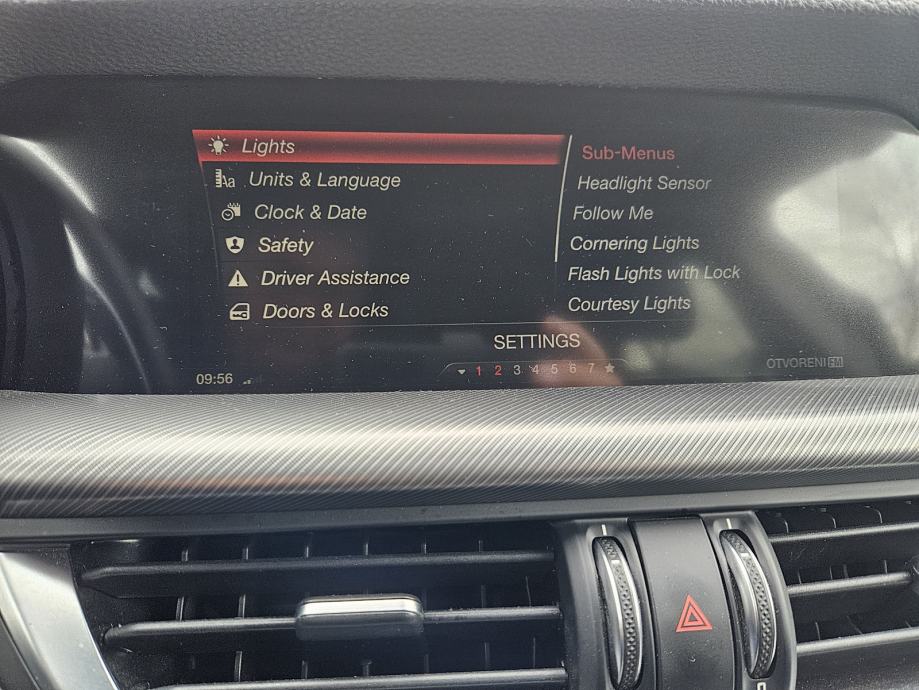 Lights
Units & Language
Clock & Date
Safety
Driver Assistance
Doors & Locks
Sub-Menus
Headlight Sensor
Follow Me
Cornering Lights
Flash Lights with Lock
Courtesy Lights
SETTINGS
09:56
1 2 3 4 5 6 7
OTVORENI FM